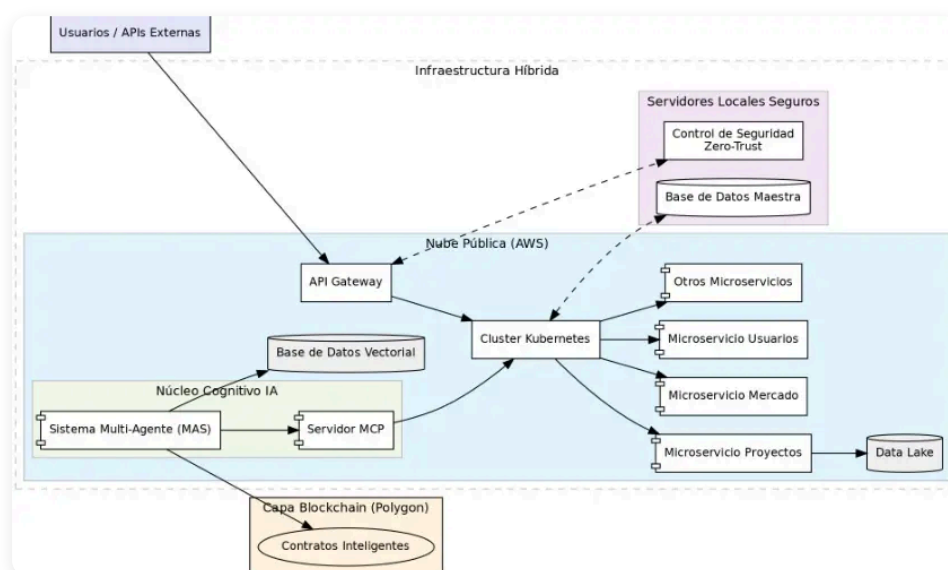 Usuarios / APIs Externas
Infraestructura Híbrida
Servidores Locales Seguros
Control de Seguridad
Zero-Trust
Base de Datos Maestra
Nube Pública (AWS)
API Gateway
Otros Microservicios
Cluster Kubernetes
Microservicio Usuarios
Base de Datos Vectorial
Núcleo Cognitivo IA
Microservicio Mercado
Sistema Multi-Agente (MAS)
Servidor MCP
Microservicio Proyectos
Data Lake
Capa Blockchain (Polygon)
Contratos Inteligentes